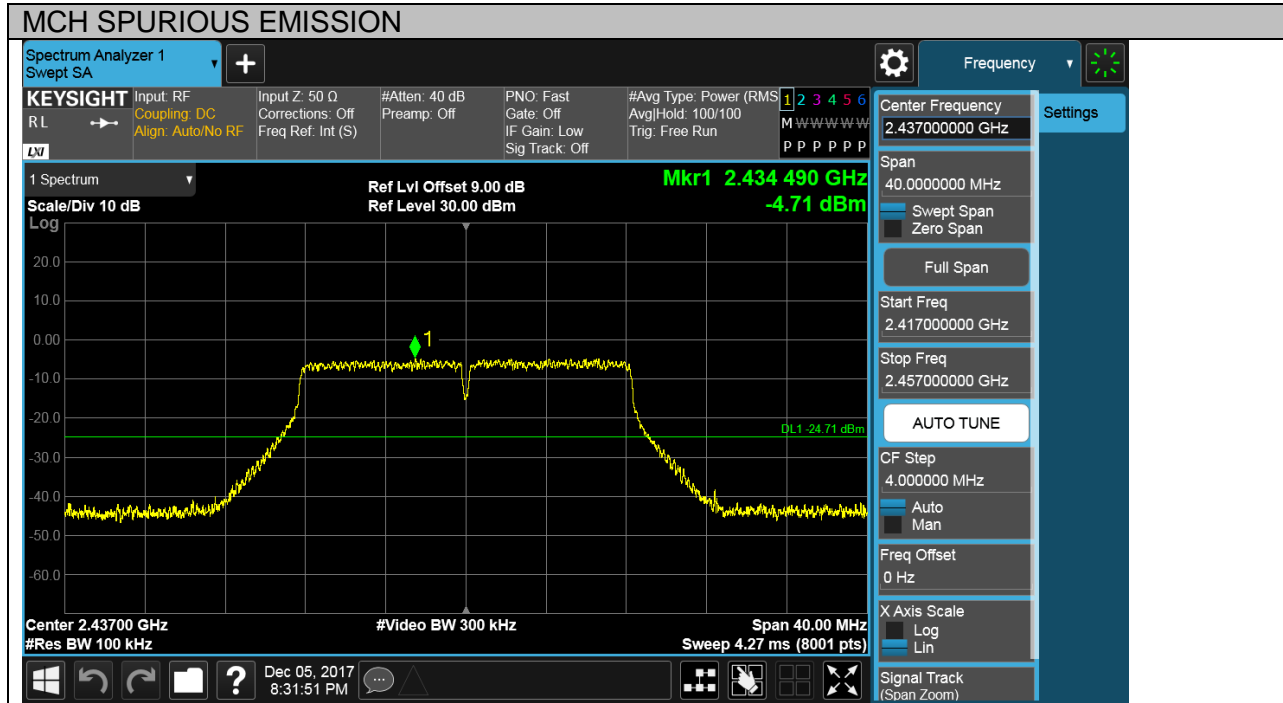 MCH SPURIOUS EMISSION
Spectrum Analyzer 1
Swept SA
Frequency
KEYSIGHT
RL
LXI
Input: RF
Coupling: DC
Align: Auto/No RF
Input Z: 50 Ω
Corrections: Off
Freq Ref: Int (S)
#Atten: 40 dB
Preamp: Off
PNO: Fast
Gate: Off
IF Gain: Low
Sig Track: Off
#Avg Type: Power (RMS
Avg|Hold: 100/100
Trig: Free Run
1 2 3 4 5 6
M W W W W W
P P P P P P
1 Spectrum
Scale/Div 10 dB
Log
Ref Lvl Offset 9.00 dB
Ref Level 30.00 dBm
Mkr1 2.434 490 GHz
-4.71 dBm
20.0
10.0
0.00
1
-10.0
-20.0
DL1 -24.71 dBm
-30.0
-40.0
-50.0
-60.0
Center 2.43700 GHz
#Res BW 100 kHz
#Video BW 300 kHz
Span 40.00 MHz
Sweep 4.27 ms (8001 pts)
Dec 05, 2017
8:31:51 PM
?
Center Frequency
2.437000000 GHz
Settings
Span
40.0000000 MHz
Swept Span
Zero Span
Full Span
Start Freq
2.417000000 GHz
Stop Freq
2.457000000 GHz
AUTO TUNE
CF Step
4.000000 MHz
Auto
Man
Freq Offset
0 Hz
X Axis Scale
Log
Lin
Signal Track
(Span Zoom)